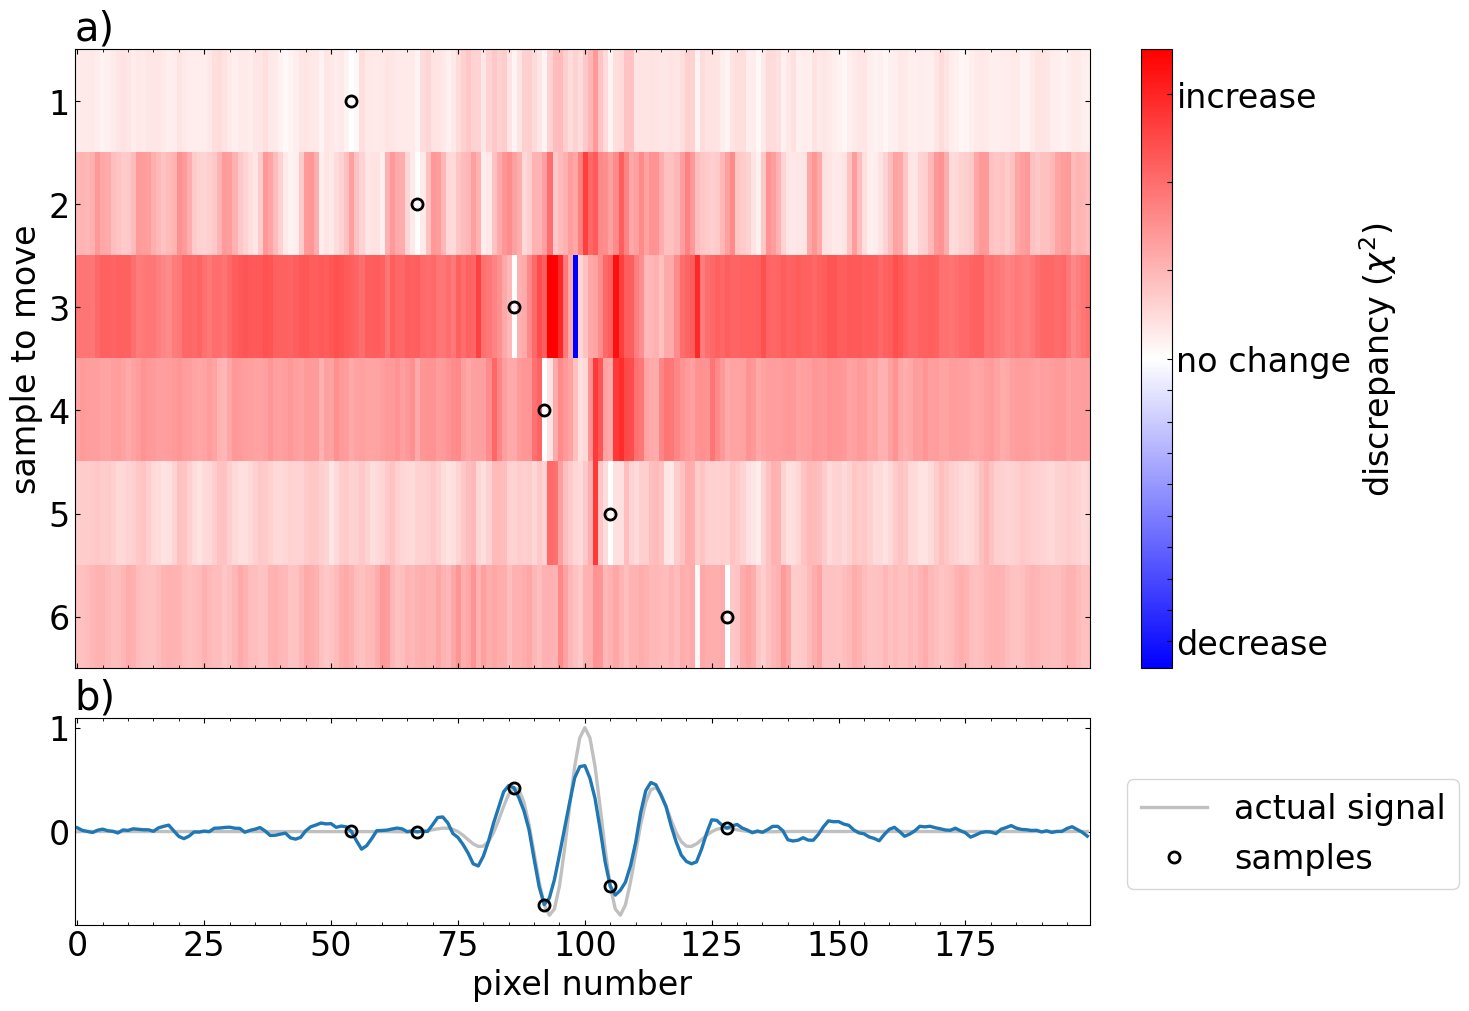 a)
sample to move
1
2
3
4
5
6
increase
no change
decrease
discrepancy (χ²)
b)
1
0
0 25 50 75 100 125 150 175
pixel number
actual signal
samples